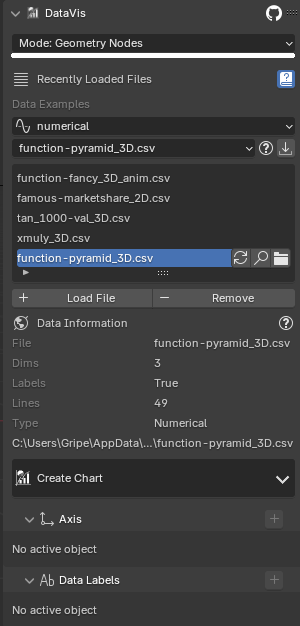 DataVis
Mode: Geometry Nodes
Recently Loaded Files
Data Examples
numerical
function-pyramid_3D.csv
function-fancy_3D_anim.csv
famous-marketshare_2D.csv
tan_1000-val_3D.csv
xmuly_3D.csv
function-pyramid_3D.csv
Load File
Remove
Data Information
File function-pyramid_3D.csv
Dims 3
Labels True
Lines 49
Type Numerical
C:\Users\Gripe\AppData\...\function-pyramid_3D.csv
Create Chart
Axis
No active object
Ab Data Labels
No active object